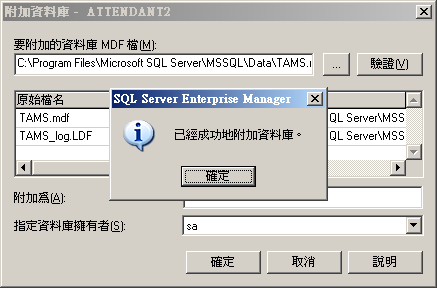 附加資料庫 - ATTENDANT2
要附加的資料庫 MDF 檔(M):
C:\Program Files\Microsoft SQL Server\MSSQL\Data\TAMS.
...
驗證(V)
原始檔名
TAMS.mdf
SQL Server\MSS
TAMS_log.LDF
SQL Server\MSS
SQL Server Enterprise Manager
已經成功地附加資料庫。
確定
附加為(A):
指定資料庫擁有者(S):
sa
確定
取消
說明